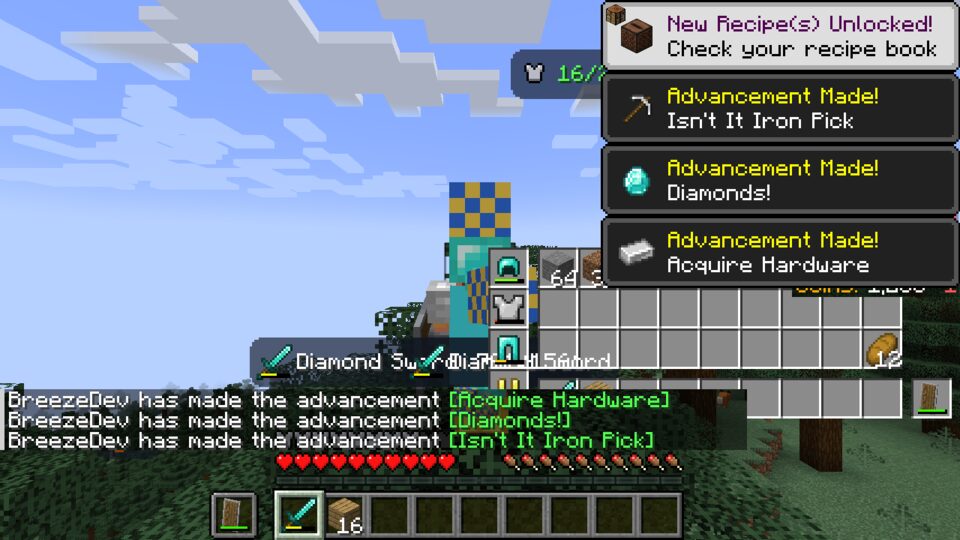 New Recipe(s) Unlocked!
Check your recipe book
16/
Advancement Made!
Isn't It Iron Pick
Advancement Made!
Diamonds!
Advancement Made!
Acquire Hardware
64
12
Diamond
BreezeDev has made the advancement [Acquire Hardware]
BreezeDev has made the advancement [Diamonds!]
BreezeDev has made the advancement [Isn't It Iron Pick]
16